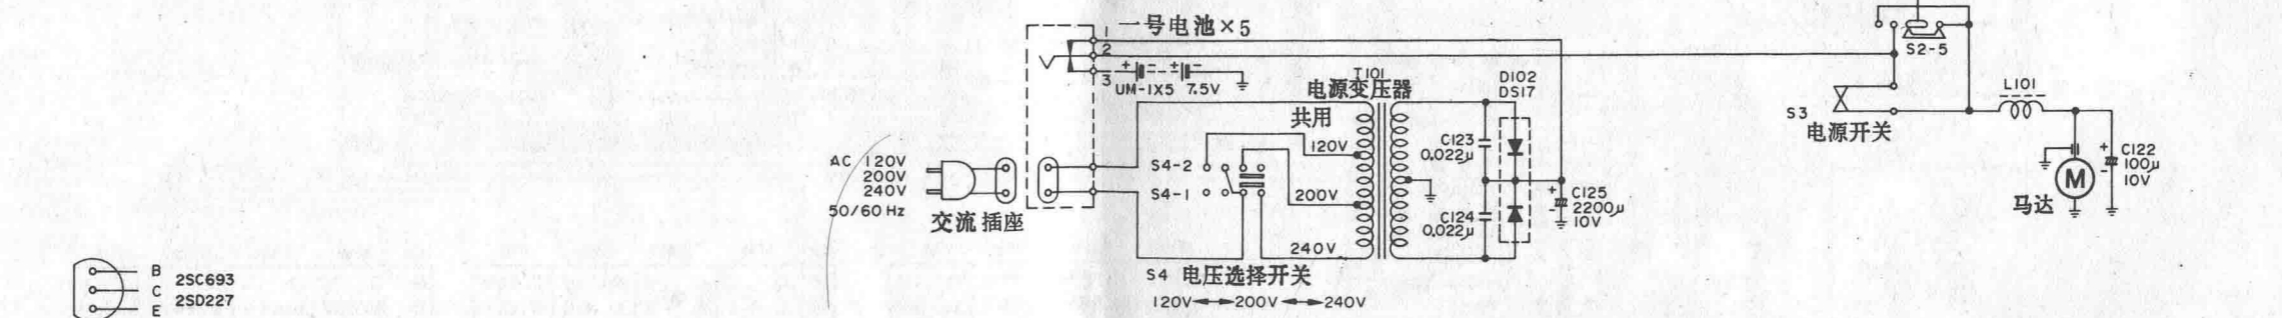 一号电池×5
1
2
3
UM-1X5 7.5V
T101
电源变压器
共用
120V
200V
240V
D102
DS17
C123
0.022μ
C124
0.022μ
C125
2200μ
10V
S2-5
S3
电源开关
L101
C122
100μ
10V
M
马达
AC 120V
200V
240V
50/60 Hz
交流插座
S4-2
S4-1
S4 电压选择开关
120V↔200V↔240V
B
C
E
2SC693
2SD227